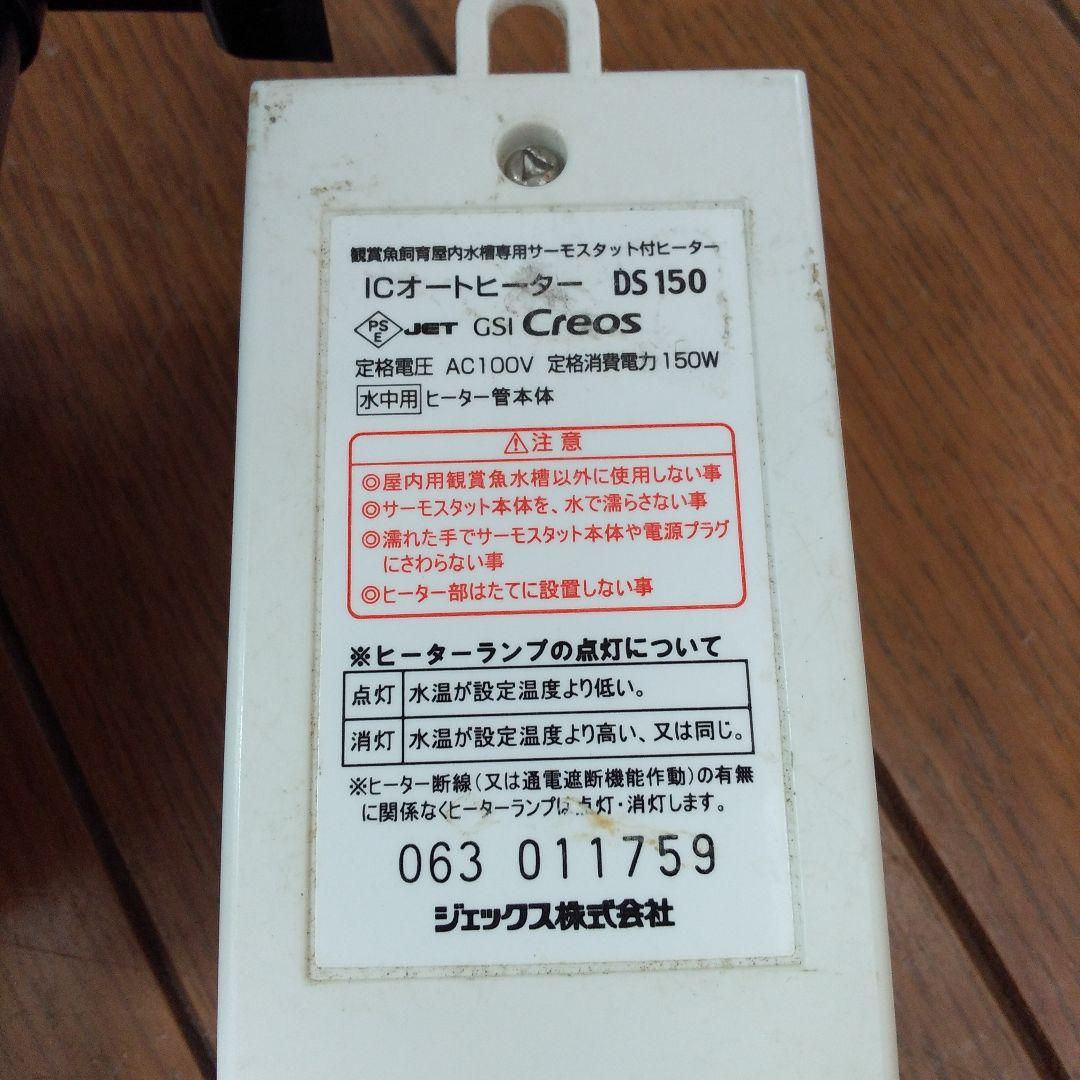 観賞魚飼育屋内水槽専用サーモスタット付ヒーター
ICオートヒーター DS150
PSE JET GSI Creos
定格電圧 AC100V 定格消費電力150W
水中用 ヒーター管本体
⚠注意
◎屋内用観賞魚水槽以外に使用しない事
◎サーモスタット本体を、水で濡らさない事
◎濡れた手でサーモスタット本体や電源プラグ
にさわらない事
◎ヒーター部はたてに設置しない事
※ヒーターランプの点灯について
点灯 水温が設定温度より低い。
消灯 水温が設定温度より高い、又は同じ。
※ヒーター断線(又は通電遮断機能作動)の有無
に関係なくヒーターランプは点灯・消灯します。
063 011759
ジェックス株式会社